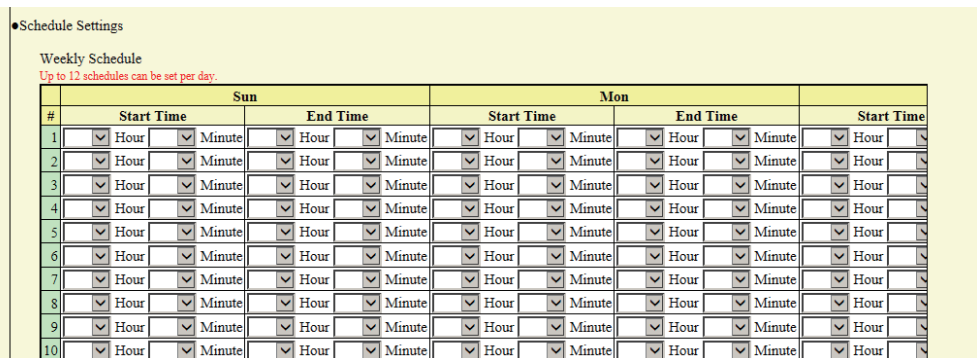 ●Schedule Settings
Weekly Schedule
Up to 12 schedules can be set per day.
Sun Mon
# Start Time End Time Start Time End Time Start Time
1 Hour Minute Hour Minute Hour Minute Hour Minute Hour
2 Hour Minute Hour Minute Hour Minute Hour Minute Hour
3 Hour Minute Hour Minute Hour Minute Hour Minute Hour
4 Hour Minute Hour Minute Hour Minute Hour Minute Hour
5 Hour Minute Hour Minute Hour Minute Hour Minute Hour
6 Hour Minute Hour Minute Hour Minute Hour Minute Hour
7 Hour Minute Hour Minute Hour Minute Hour Minute Hour
8 Hour Minute Hour Minute Hour Minute Hour Minute Hour
9 Hour Minute Hour Minute Hour Minute Hour Minute Hour
10 Hour Minute Hour Minute Hour Minute Hour Minute Hour